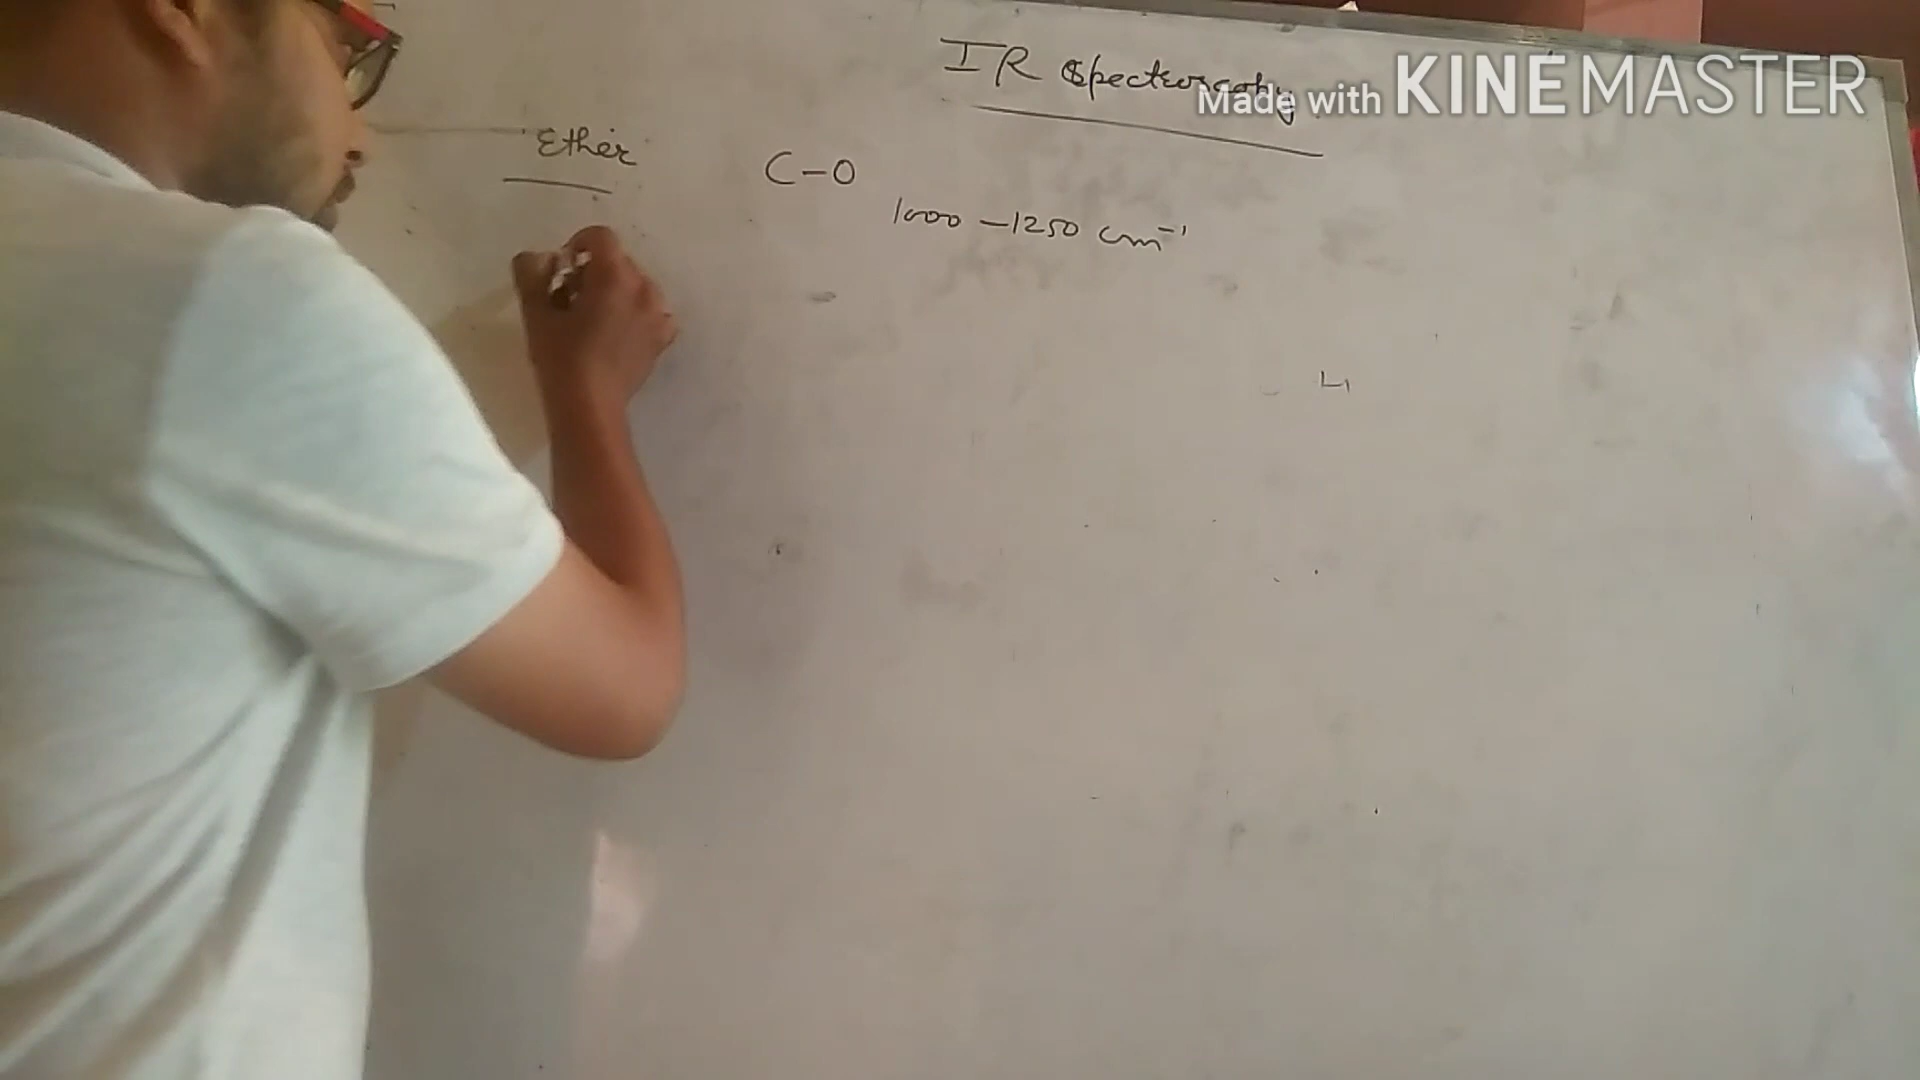 IR Spectroscopy
Made with KINEMASTER
Ether
C-O
1000 - 1250 cm⁻¹